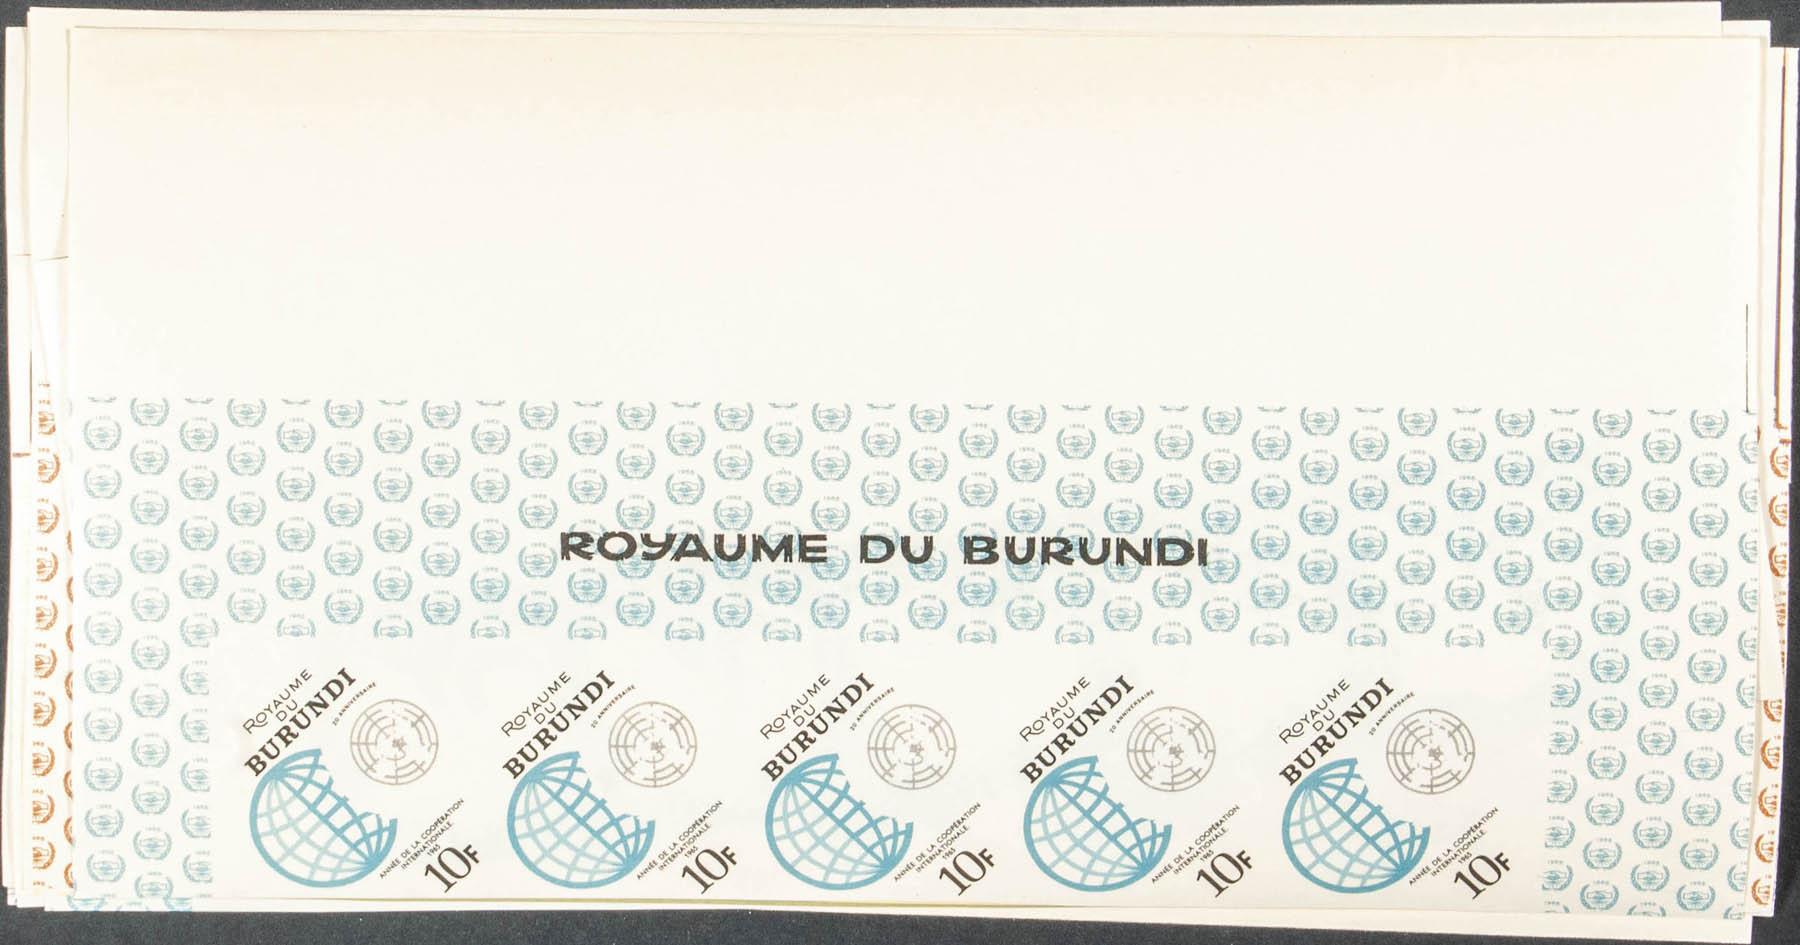 ROYAUME DU BURUNDI
ROYAUME
DU
BURUNDI
20 ANNIVERSAIRE
ANNÉE DE LA COOPÉRATION
INTERNATIONALE
1965
10F
ROYAUME
DU
BURUNDI
20 ANNIVERSAIRE
ANNÉE DE LA COOPÉRATION
INTERNATIONALE
1965
10F
ROYAUME
DU
BURUNDI
20 ANNIVERSAIRE
ANNÉE DE LA COOPÉRATION
INTERNATIONALE
1965
10F
ROYAUME
DU
BURUNDI
20 ANNIVERSAIRE
ANNÉE DE LA COOPÉRATION
INTERNATIONALE
1965
10F
ROYAUME
DU
BURUNDI
20 ANNIVERSAIRE
ANNÉE DE LA COOPÉRATION
INTERNATIONALE
1965
10F